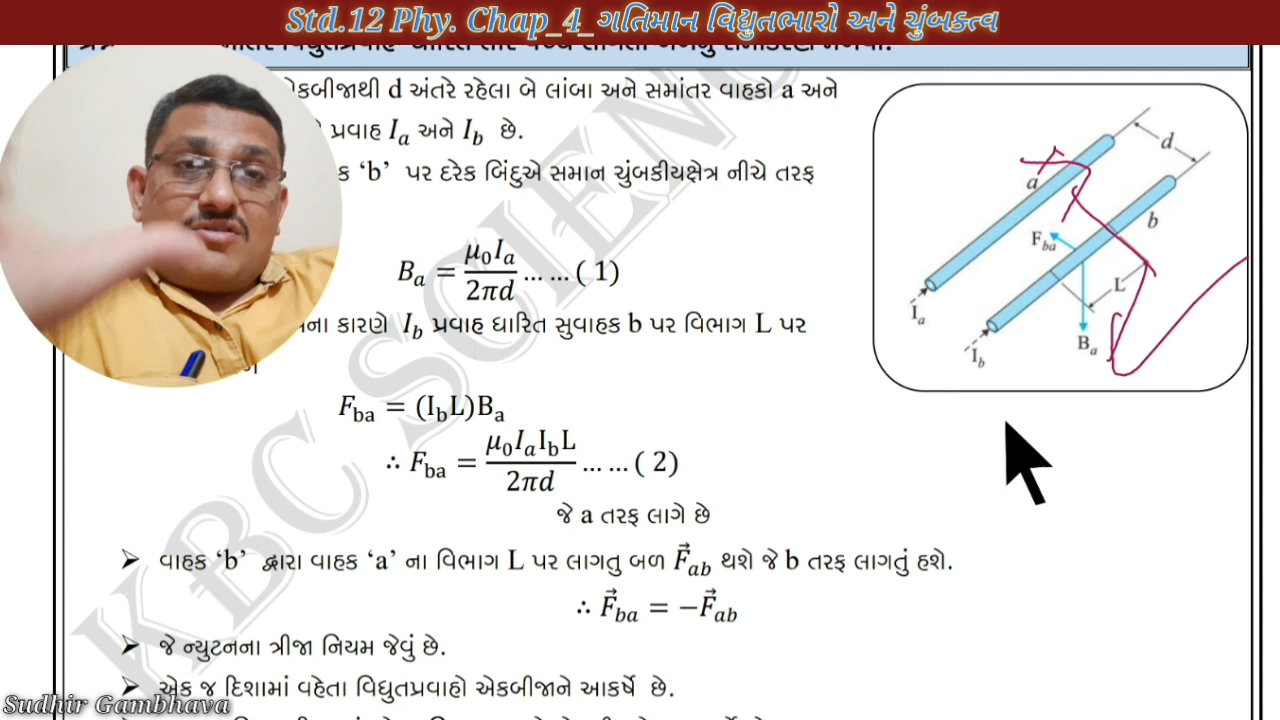 Std.12 Phy. Chap_4_ગતિમાન વિદ્યુતભારો અને ચુંબકત્વ
એકબીજાથી d અંતરે રહેલા બે લાંબા અને સમાંતર વાહકો a અને
પ્રવાહ I_a અને I_b છે.
‘b’ પર દરેક બિંદુએ સમાન ચુંબકીયક્ષેત્ર નીચે તરફ
B_a = μ₀I_a / 2πd … … ( 1)
કારણે I_b પ્રવાહ ધારિત સુવાહક b પર વિભાગ L પર
F_ba = (I_bL)B_a
∴ F_ba = μ₀I_aI_bL / 2πd … … ( 2)
જે a તરફ લાગે છે
➢ વાહક ‘b’ દ્વારા વાહક ‘a’ ના વિભાગ L પર લાગતુ બળ F⃗_ab થશે જે b તરફ લાગતું હશે.
∴ F⃗_ba = −F⃗_ab
➢ જે ન્યુટનના ત્રીજા નિયમ જેવું છે.
➢ એક જ દિશામાં વહેતા વિદ્યુતપ્રવાહો એકબીજાને આકર્ષે છે.
d
a
b
F_ba
L
I_a
B_a
I_b
KBC SCIENC
Sudhir Gambhava